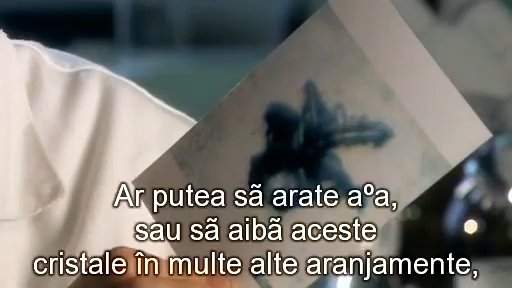 Ar putea sã arate aºa,
sau sã aibã aceste
cristale în multe alte aranjamente,